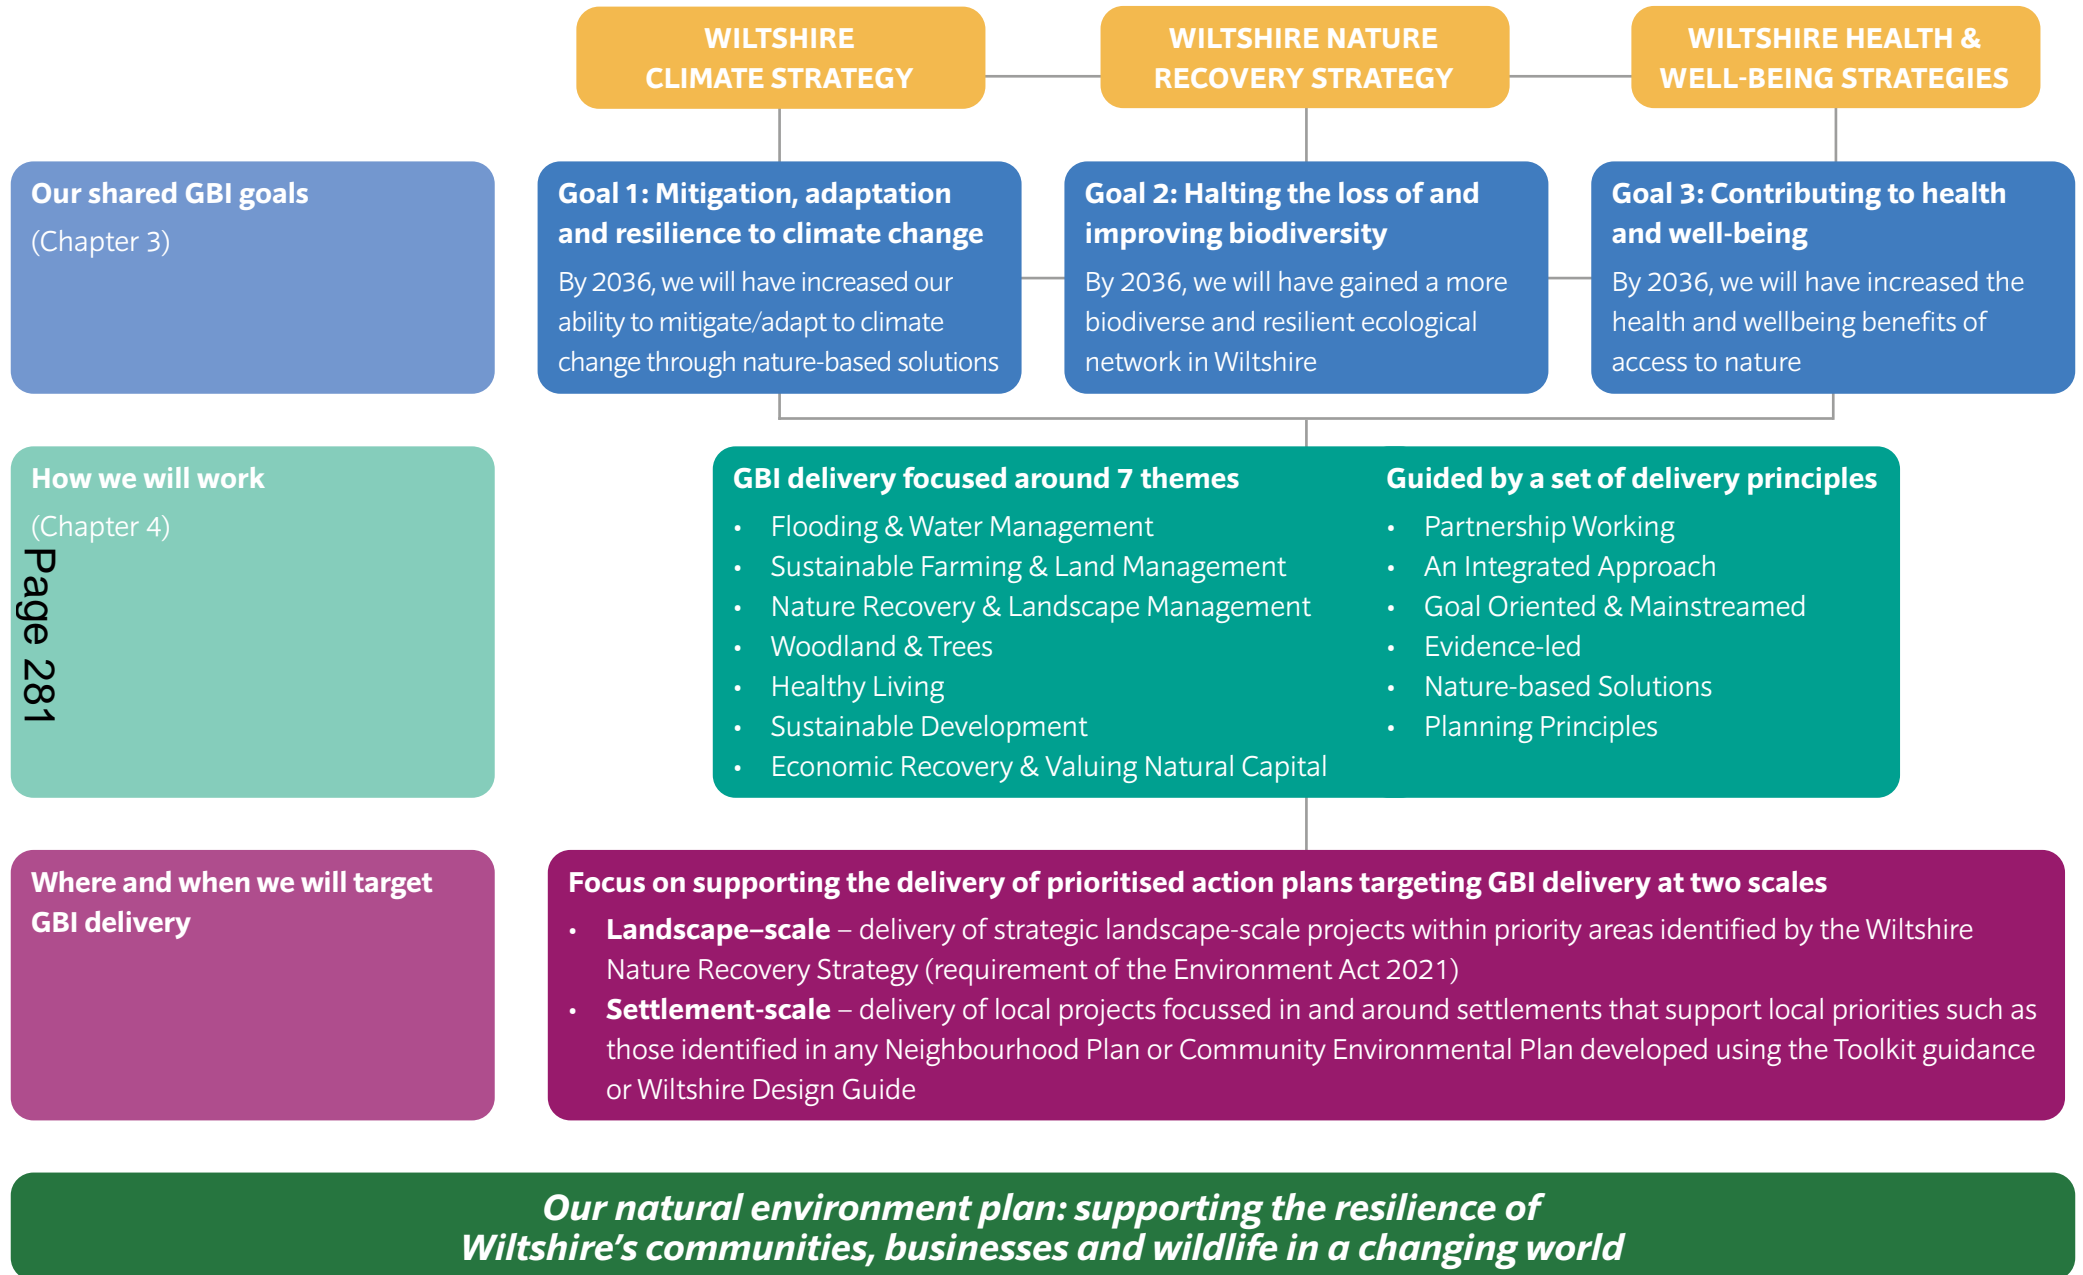 WILTSHIRE
CLIMATE STRATEGY
WILTSHIRE NATURE
RECOVERY STRATEGY
WILTSHIRE HEALTH &
WELL-BEING STRATEGIES
Our shared GBI goals
(Chapter 3)
Goal 1: Mitigation, adaptation
and resilience to climate change
By 2036, we will have increased our
ability to mitigate/adapt to climate
change through nature-based solutions
Goal 2: Halting the loss of and
improving biodiversity
By 2036, we will have gained a more
biodiverse and resilient ecological
network in Wiltshire
Goal 3: Contributing to health
and well-being
By 2036, we will have increased the
health and wellbeing benefits of
access to nature
How we will work
(Chapter 4)
Page 281
GBI delivery focused around 7 themes
• Flooding & Water Management
• Sustainable Farming & Land Management
• Nature Recovery & Landscape Management
• Woodland & Trees
• Healthy Living
• Sustainable Development
• Economic Recovery & Valuing Natural Capital
Guided by a set of delivery principles
• Partnership Working
• An Integrated Approach
• Goal Oriented & Mainstreamed
• Evidence-led
• Nature-based Solutions
• Planning Principles
Where and when we will target
GBI delivery
Focus on supporting the delivery of prioritised action plans targeting GBI delivery at two scales
• Landscape–scale – delivery of strategic landscape-scale projects within priority areas identified by the Wiltshire
Nature Recovery Strategy (requirement of the Environment Act 2021)
• Settlement-scale – delivery of local projects focussed in and around settlements that support local priorities such as
those identified in any Neighbourhood Plan or Community Environmental Plan developed using the Toolkit guidance
or Wiltshire Design Guide
Our natural environment plan: supporting the resilience of
Wiltshire's communities, businesses and wildlife in a changing world